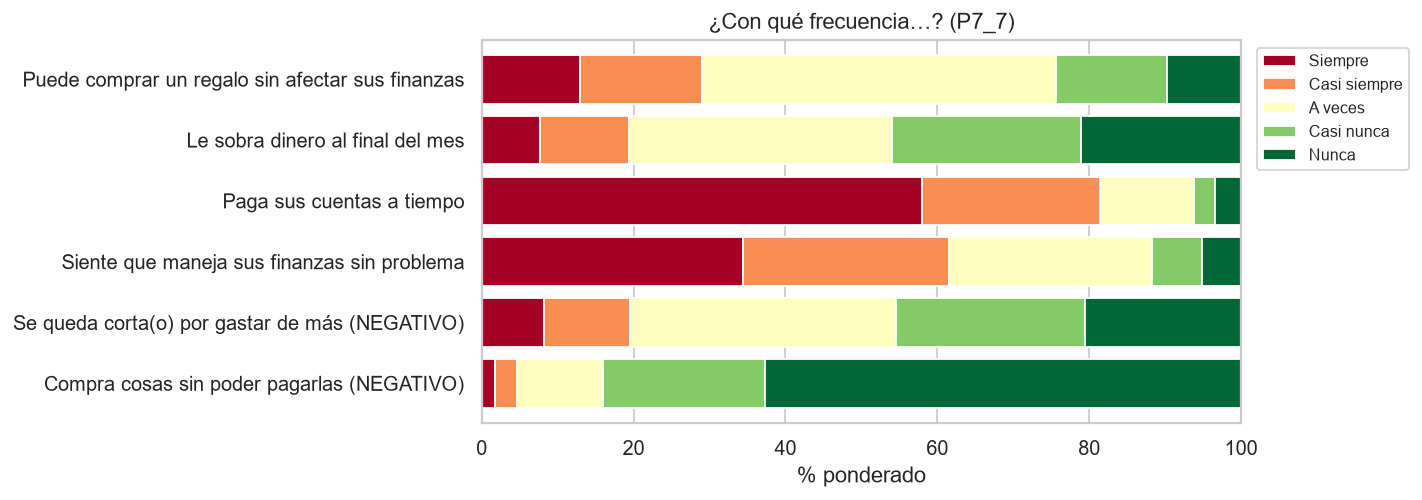 ¿Con qué frecuencia…? (P7_7)
Puede comprar un regalo sin afectar sus finanzas
Le sobra dinero al final del mes
Paga sus cuentas a tiempo
Siente que maneja sus finanzas sin problema
Se queda corta(o) por gastar de más (NEGATIVO)
Compra cosas sin poder pagarlas (NEGATIVO)
0 20 40 60 80 100
% ponderado
Siempre
Casi siempre
A veces
Casi nunca
Nunca